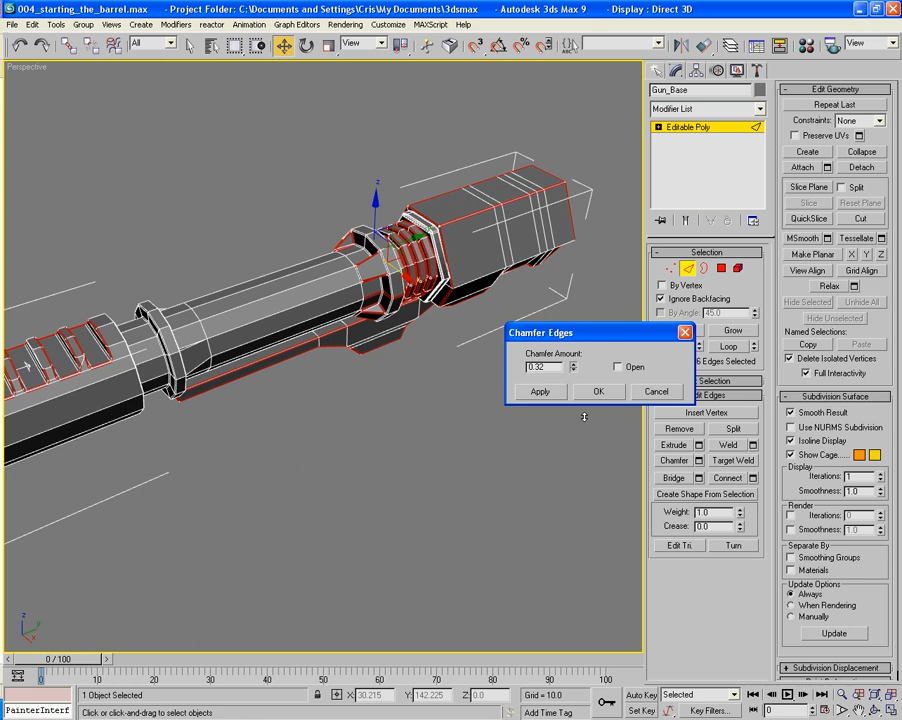 004_starting_the_barrel.max - Project Folder: C:\Documents and Settings\Cris\My Documents\3dsmax - Autodesk 3ds Max 9 - Display : Direct 3D
File Edit Tools Group Views Create Modifiers reactor Animation Graph Editors Rendering Customize MAXScript Help
All View View
Perspective
Gun_Base
Modifier List
Editable Poly
Selection
By Vertex
Ignore Backfacing
By Angle: 45.0
Grow
Loop
6 Edges Selected
Selection
Edges
Insert Vertex
Remove Split
Extrude Weld
Chamfer Target Weld
Bridge Connect
Create Shape From Selection
Weight: 1.0
Crease: 0.0
Edit Tri. Turn
Chamfer Edges
Chamfer Amount:
0.32 Open
Apply OK Cancel
Edit Geometry
Repeat Last
Constraints: None
Preserve UVs
Create Collapse
Attach Detach
Slice Plane Split
Slice Reset Plane
QuickSlice Cut
MSmooth Tessellate
Make Planar X Y Z
View Align Grid Align
Relax
Hide Selected Unhide All
Hide Unselected
Named Selections:
Copy Paste
Delete Isolated Vertices
Full Interactivity
Subdivision Surface
Smooth Result
Use NURMS Subdivision
Isoline Display
Show Cage......
Display
Iterations: 1
Smoothness: 1.0
Render
Iterations: 0
Smoothness: 1.0
Separate By
Smoothing Groups
Materials
Update Options
Always
When Rendering
Manually
Update
Subdivision Displacement
z
z
y
x
0 / 100
0 10 20 30 40 50 60 70 80 90 100
1 Object Selected X: 30.215 Y: 142.225 Z: 0.0 Grid = 10.0
Auto Key Selected
PainterInterf Click or click-and-drag to select objects Add Time Tag
Set Key Key Filters... 0